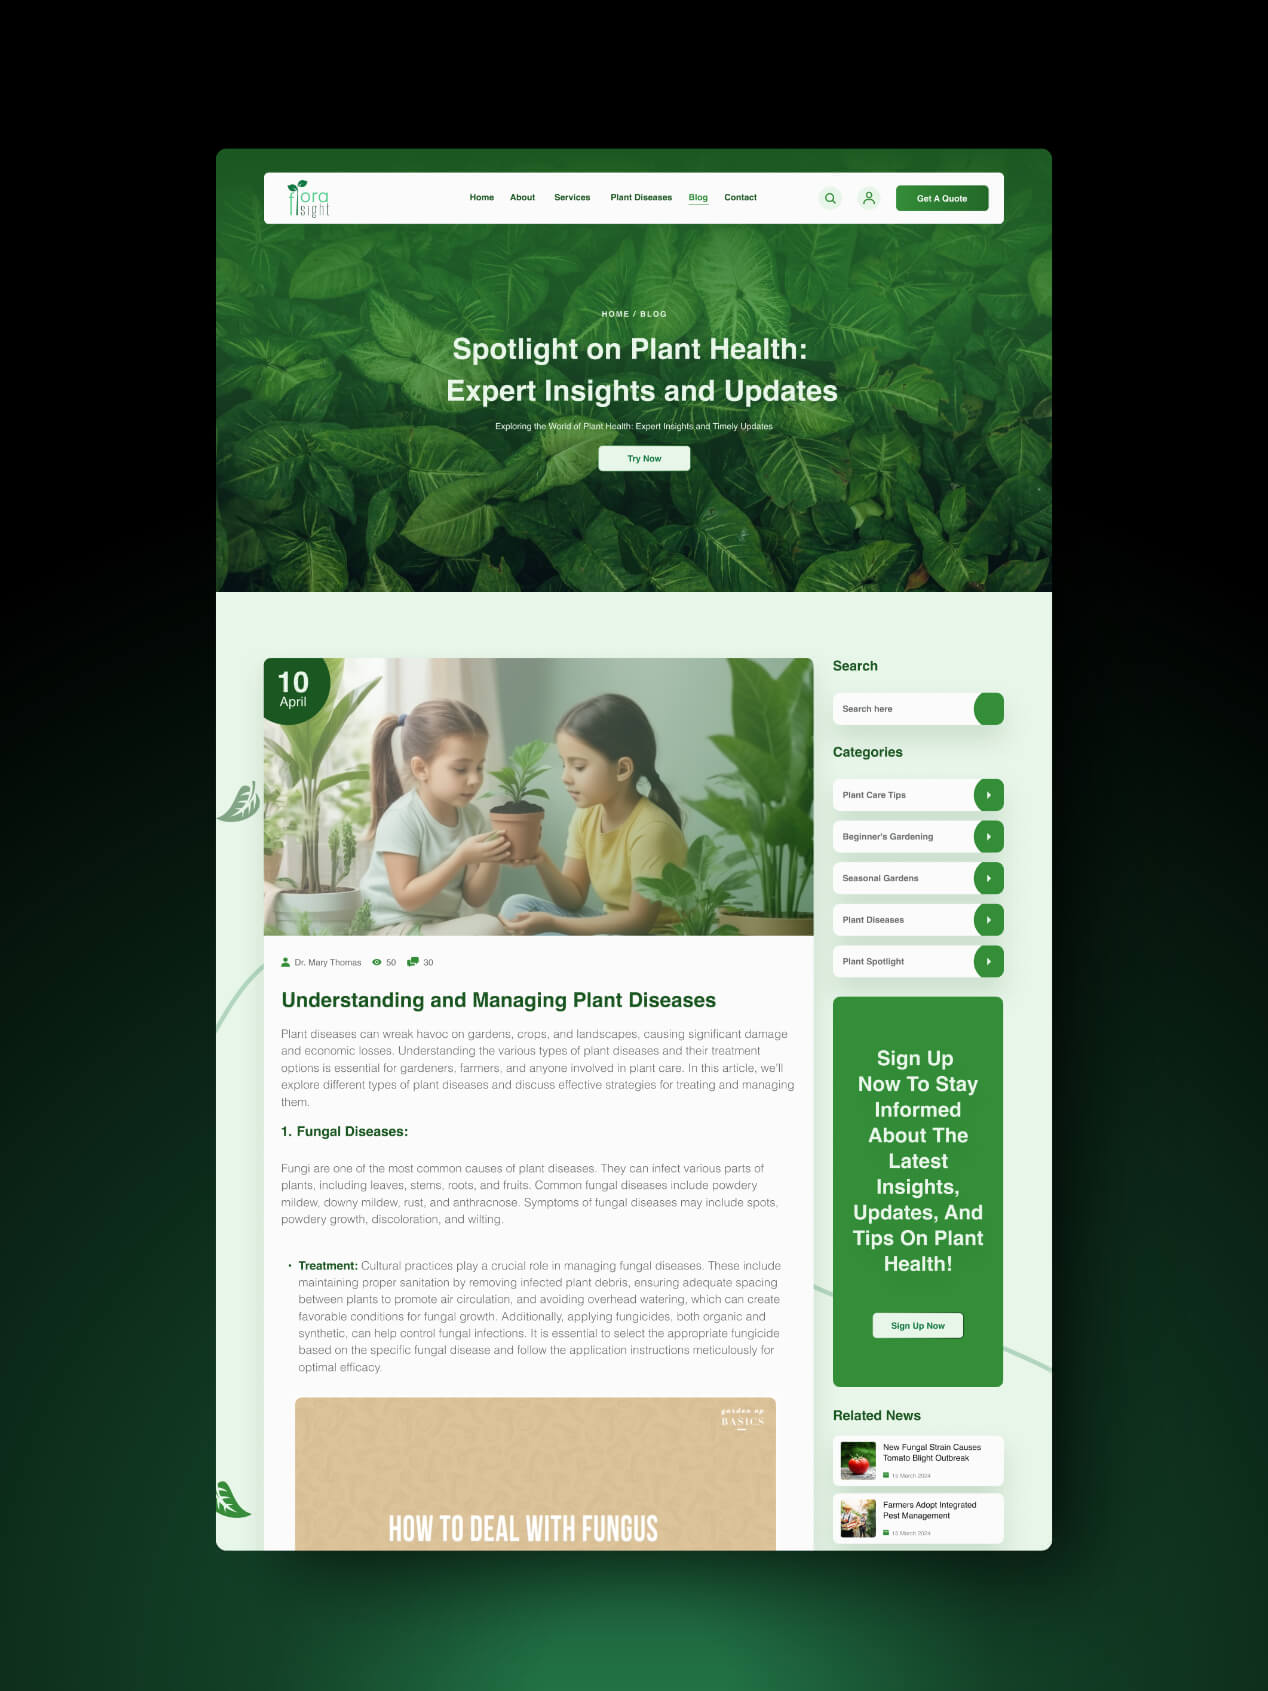 flora
sight
Home About Services Plant Diseases Blog Contact
Get A Quote
HOME / BLOG
Spotlight on Plant Health:
Expert Insights and Updates
Exploring the World of Plant Health: Expert Insights and Timely Updates
Try Now
10
April
Dr. Mary Thomas 50 30
Understanding and Managing Plant Diseases
Plant diseases can wreak havoc on gardens, crops, and landscapes, causing significant damage
and economic losses. Understanding the various types of plant diseases and their treatment
options is essential for gardeners, farmers, and anyone involved in plant care. In this article, we'll
explore different types of plant diseases and discuss effective strategies for treating and managing
them.
1. Fungal Diseases:
Fungi are one of the most common causes of plant diseases. They can infect various parts of
plants, including leaves, stems, roots, and fruits. Common fungal diseases include powdery
mildew, downy mildew, rust, and anthracnose. Symptoms of fungal diseases may include spots,
powdery growth, discoloration, and wilting.
• Treatment: Cultural practices play a crucial role in managing fungal diseases. These include
maintaining proper sanitation by removing infected plant debris, ensuring adequate spacing
between plants to promote air circulation, and avoiding overhead watering, which can create
favorable conditions for fungal growth. Additionally, applying fungicides, both organic and
synthetic, can help control fungal infections. It is essential to select the appropriate fungicide
based on the specific fungal disease and follow the application instructions meticulously for
optimal efficacy.
garden up
BASICS
HOW TO DEAL WITH FUNGUS
Search
Search here
Categories
Plant Care Tips
Beginner's Gardening
Seasonal Gardens
Plant Diseases
Plant Spotlight
Sign Up
Now To Stay
Informed
About The
Latest
Insights,
Updates, And
Tips On Plant
Health!
Sign Up Now
Related News
New Fungal Strain Causes
Tomato Blight Outbreak
15 March 2024
Farmers Adopt Integrated
Pest Management
15 March 2024